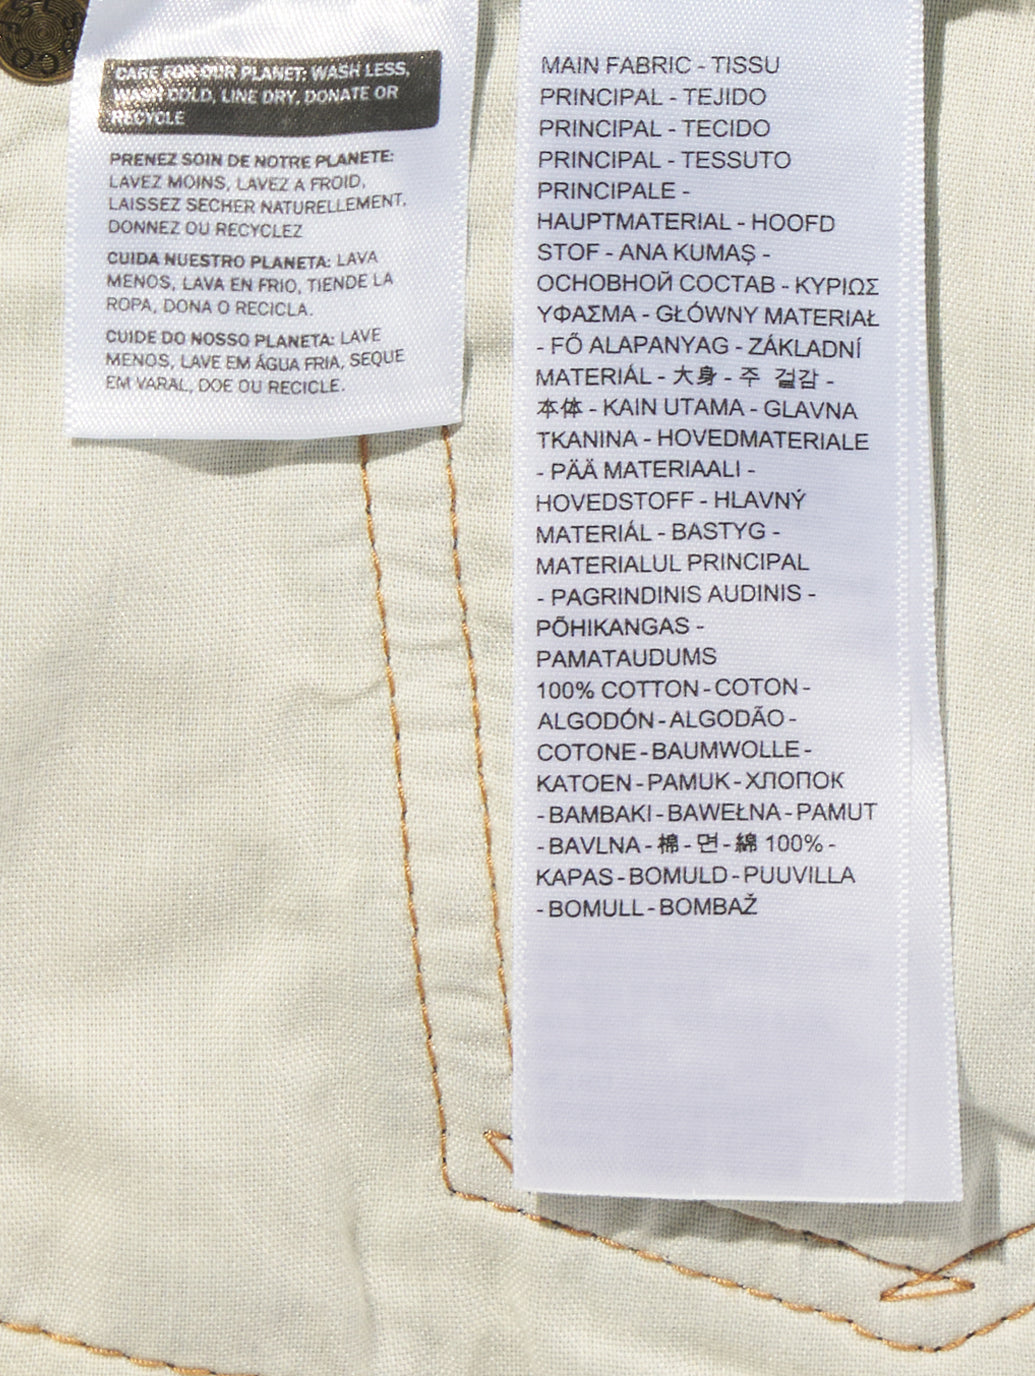 CARE FOR OUR PLANET: WASH LESS,
WASH COLD, LINE DRY, DONATE OR
RECYCLE
PRENEZ SOIN DE NOTRE PLANETE:
LAVEZ MOINS, LAVEZ A FROID,
LAISSEZ SECHER NATURELLEMENT,
DONNEZ OU RECYCLEZ
CUIDA NUESTRO PLANETA: LAVA
MENOS, LAVA EN FRIO, TIENDE LA
ROPA, DONA O RECICLA.
CUIDE DO NOSSO PLANETA: LAVE
MENOS, LAVE EM ÁGUA FRIA, SEQUE
EM VARAL, DOE OU RECICLE.
MAIN FABRIC - TISSU
PRINCIPAL - TEJIDO
PRINCIPAL - TECIDO
PRINCIPAL - TESSUTO
PRINCIPALE -
HAUPTMATERIAL - HOOFD
STOF - ANA KUMAŞ -
ОСНОВНОЙ СОСТАВ - ΚΥΡΙΩΣ
ΥΦΑΣΜΑ - GŁÓWNY MATERIAŁ
- FŐ ALAPANYAG - ZÁKLADNÍ
MATERIÁL - 大身 - 주 겉감 -
本体 - KAIN UTAMA - GLAVNA
TKANINA - HOVEDMATERIALE
- PÄÄ MATERIAALI -
HOVEDSTOFF - HLAVNÝ
MATERIÁL - BASTYG -
MATERIALUL PRINCIPAL
- PAGRINDINIS AUDINIS -
PÕHIKANGAS -
PAMATAUDUMS
100% COTTON - COTON -
ALGODÓN - ALGODÃO -
COTONE - BAUMWOLLE -
KATOEN - PAMUK - ХЛОПОК
- BAMBAKI - BAWEŁNA - PAMUT
- BAVLNA - 棉 - 면 - 綿 100% -
KAPAS - BOMULD - PUUVILLA
- BOMULL - BOMBAŽ